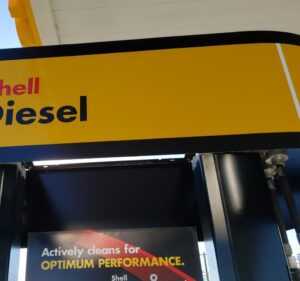 hell
Diesel
Actively cleans for
OPTIMUM PERFORMANCE.
Shell